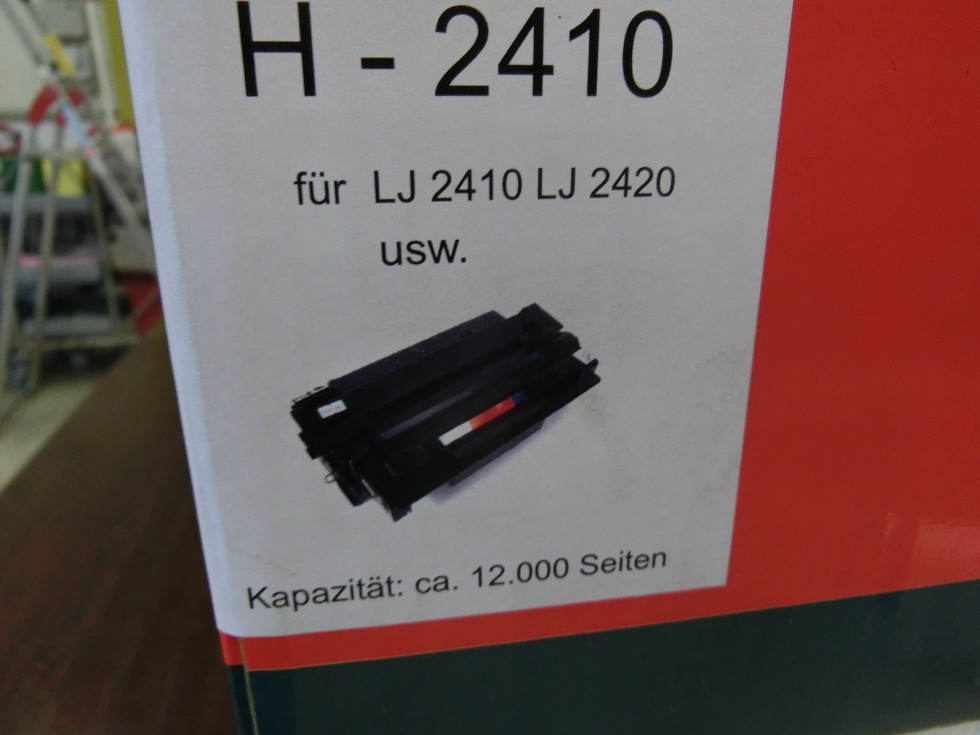 H - 2410
für LJ 2410 LJ 2420
usw.
Kapazität: ca. 12.000 Seiten